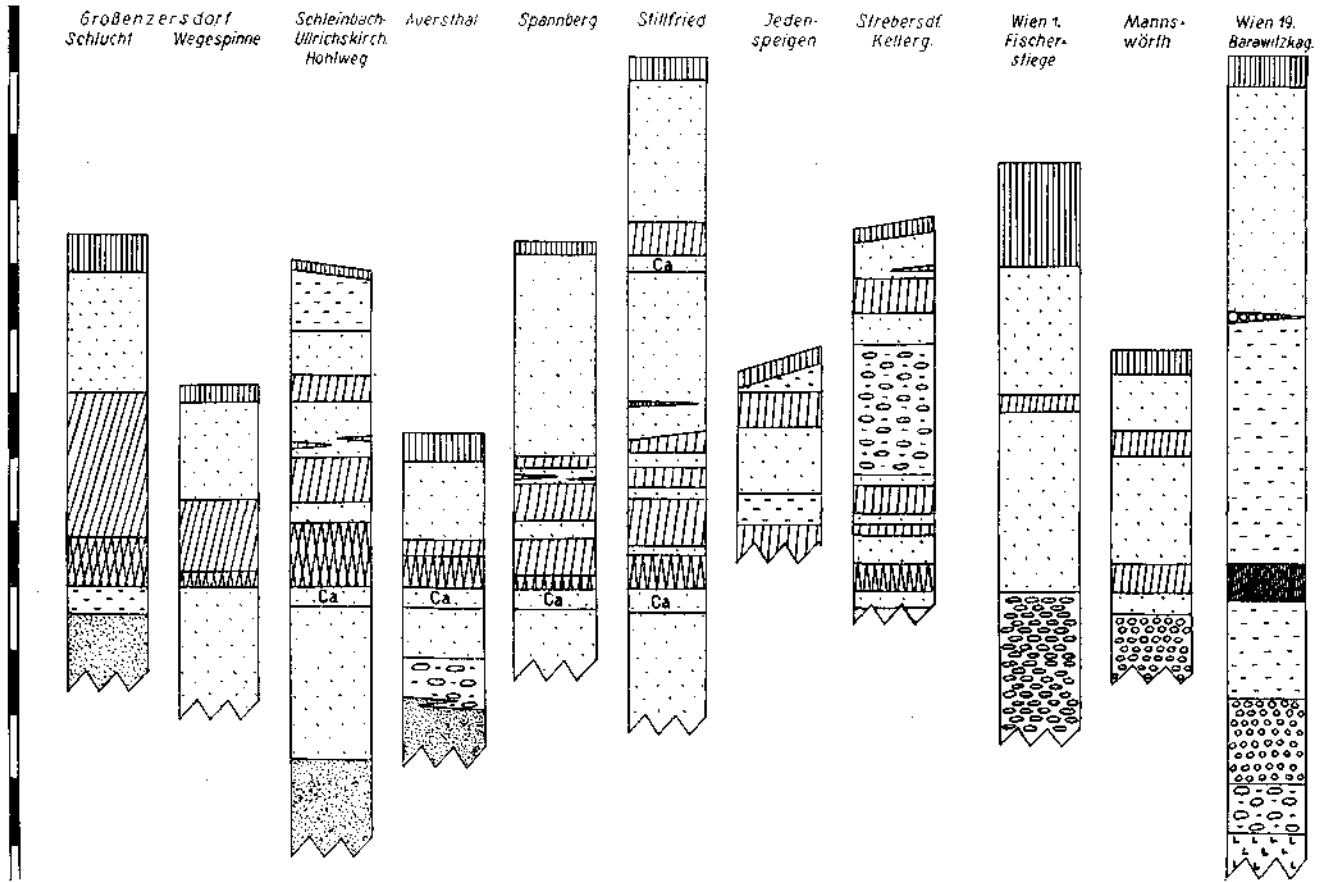 Großenzersdorf
Schlucht Wegespinne
Schleinbach-
Ullrichskirch.
Hohlweg
Auersthal
Spannberg
Stillfried
Jeden-
speigen
Strebersdf.
Kellerg.
Wien 1.
Fischer-
stiege
Manns-
wörth
Wien 19.
Barawitzkag.
Ca
Ca
Ca
Ca
Ca